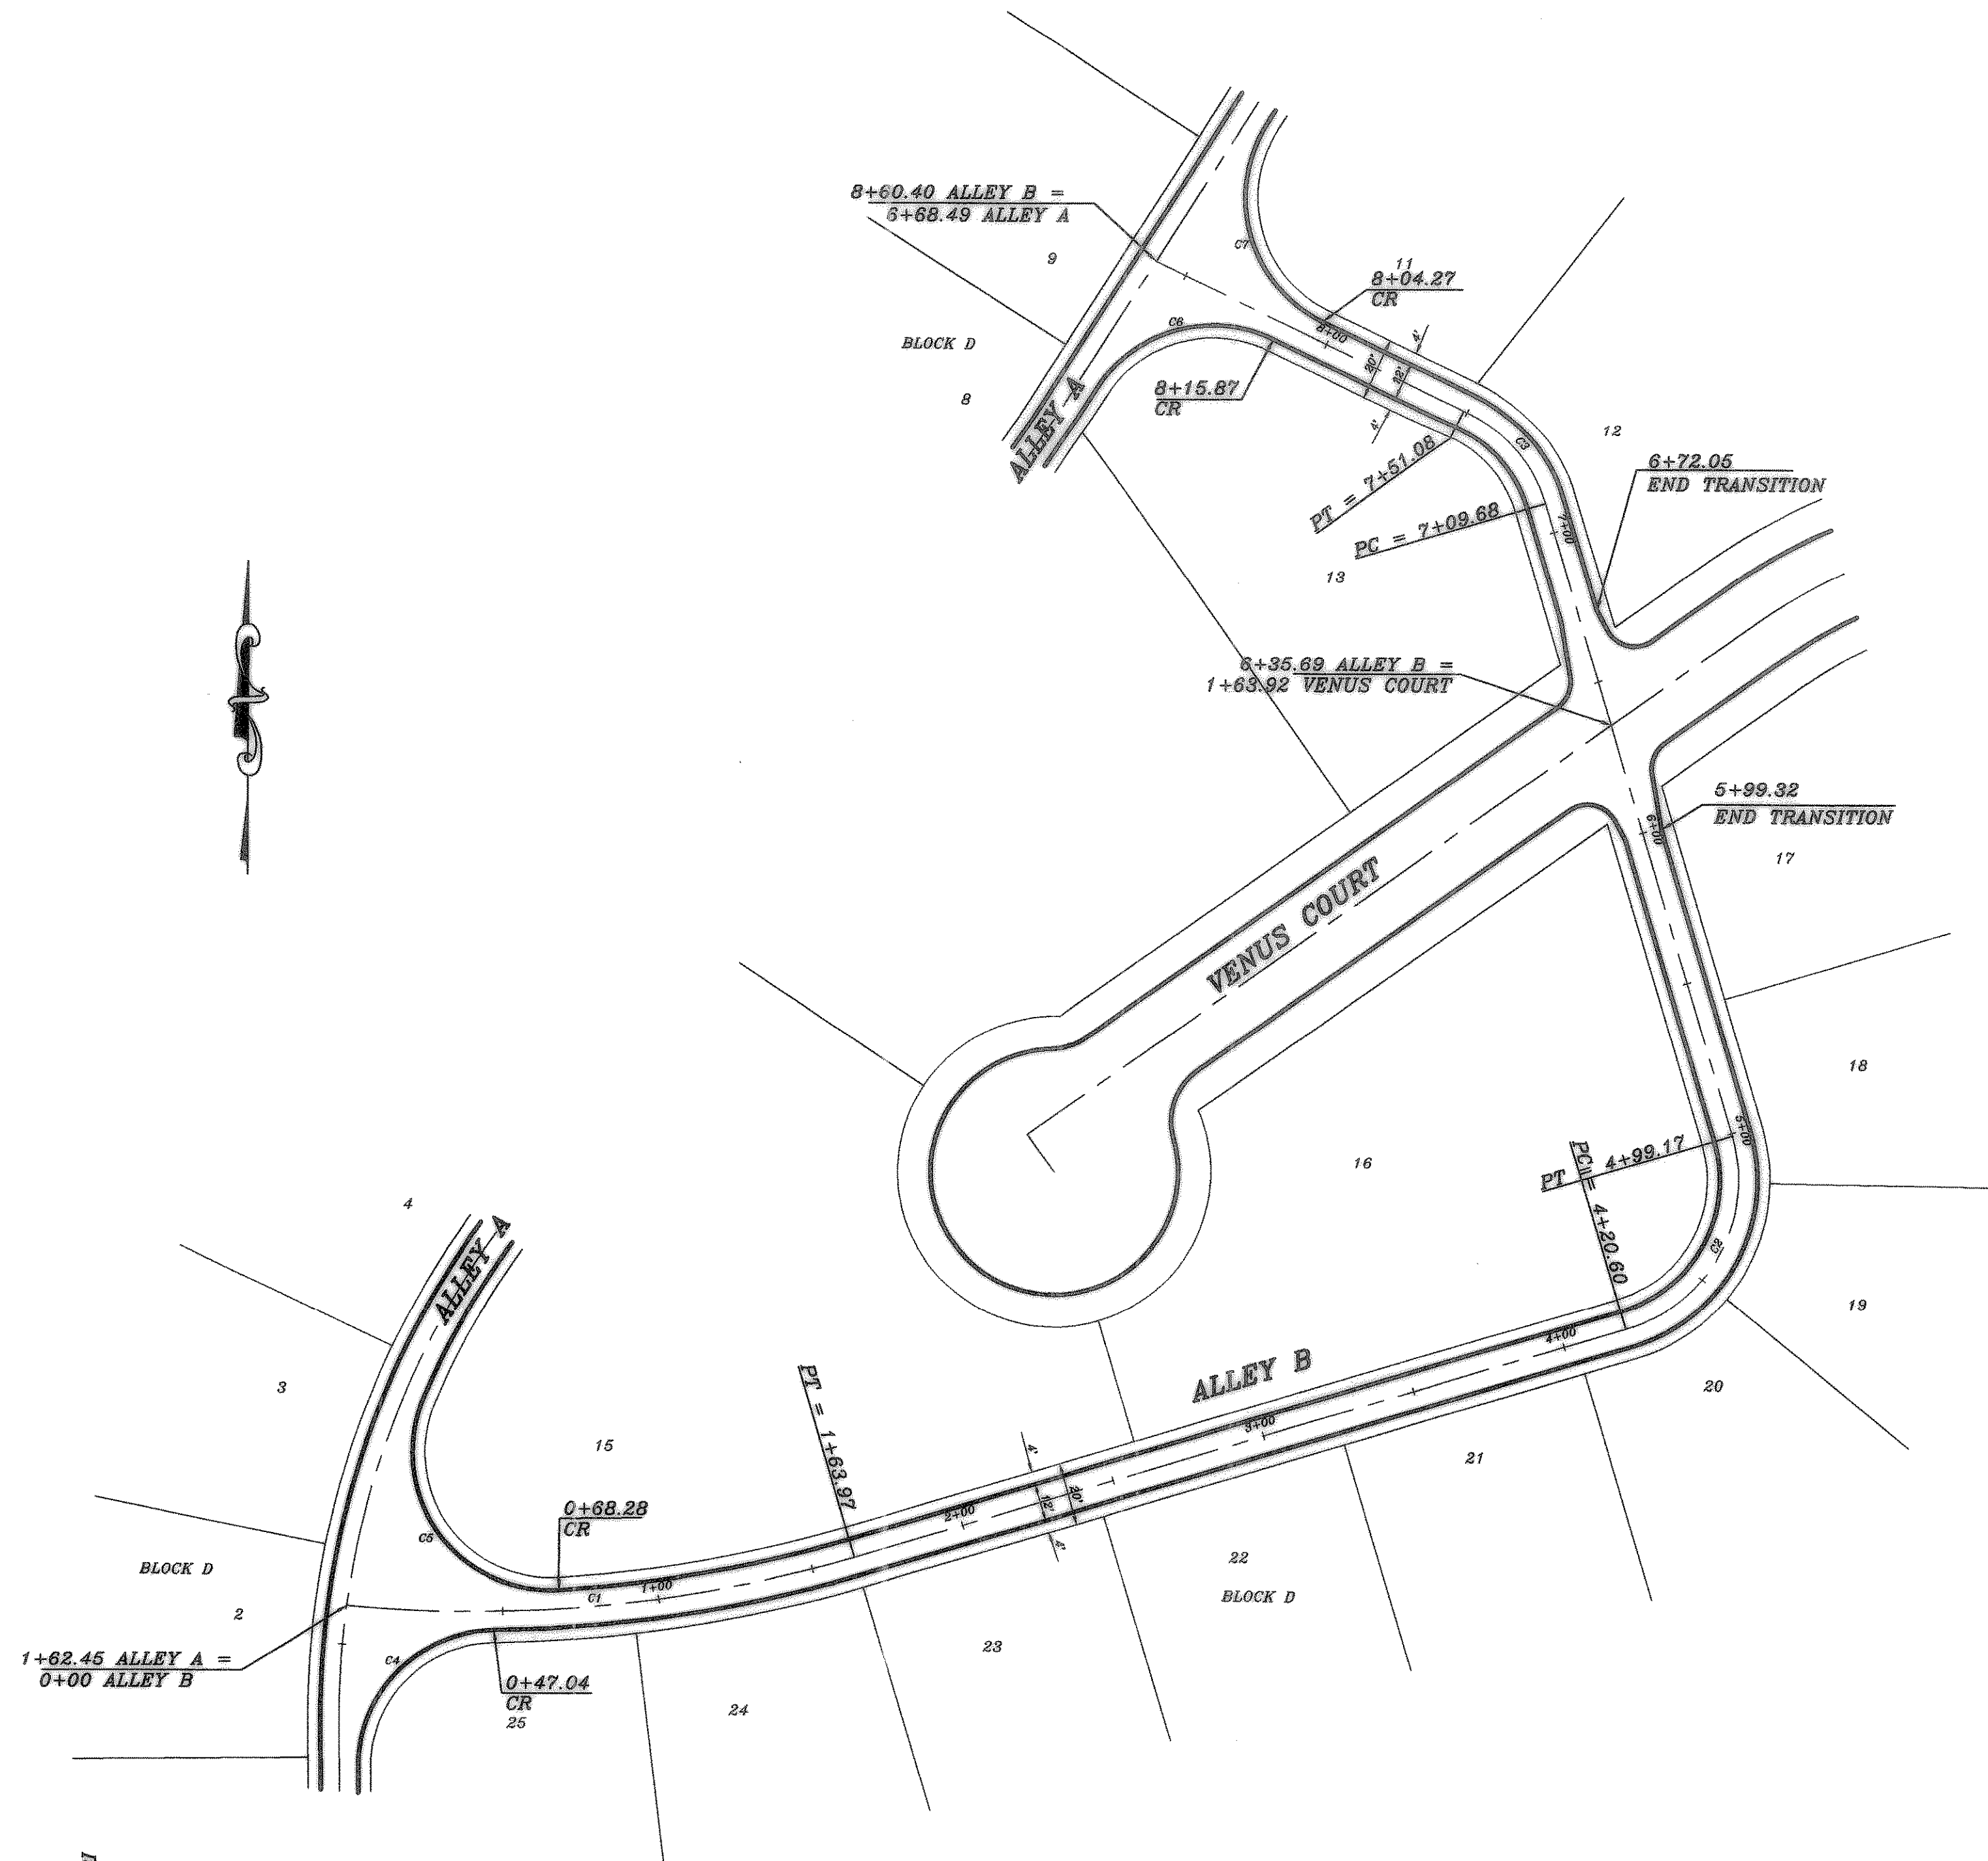 8+60.40 ALLEY B =
6+68.49 ALLEY A
9
C7
11
8+04.27
CR
BLOCK D
C6
8+00
4'
20'
12'
8
8+15.87
CR
ALLEY A
4'
C3
12
PT = 7+51.08
6+72.05
END TRANSITION
PC = 7+09.68
7+00
13
6+35.69 ALLEY B =
1+63.92 VENUS COURT
5+99.32
END TRANSITION
6+00
17
VENUS COURT
18
5+00
16
PT 4+99.17
PC = 4+20.60
4
C2
ALLEY A
19
4+00
ALLEY B
20
3
PT = 1+63.97
3+00
15
4'
21
12'
20'
2+00
0+68.28
CR
C5
4'
22
BLOCK D
1+00
C1
BLOCK D
2
23
1+62.45 ALLEY A =
0+00 ALLEY B
C4
0+47.04
CR
25
24